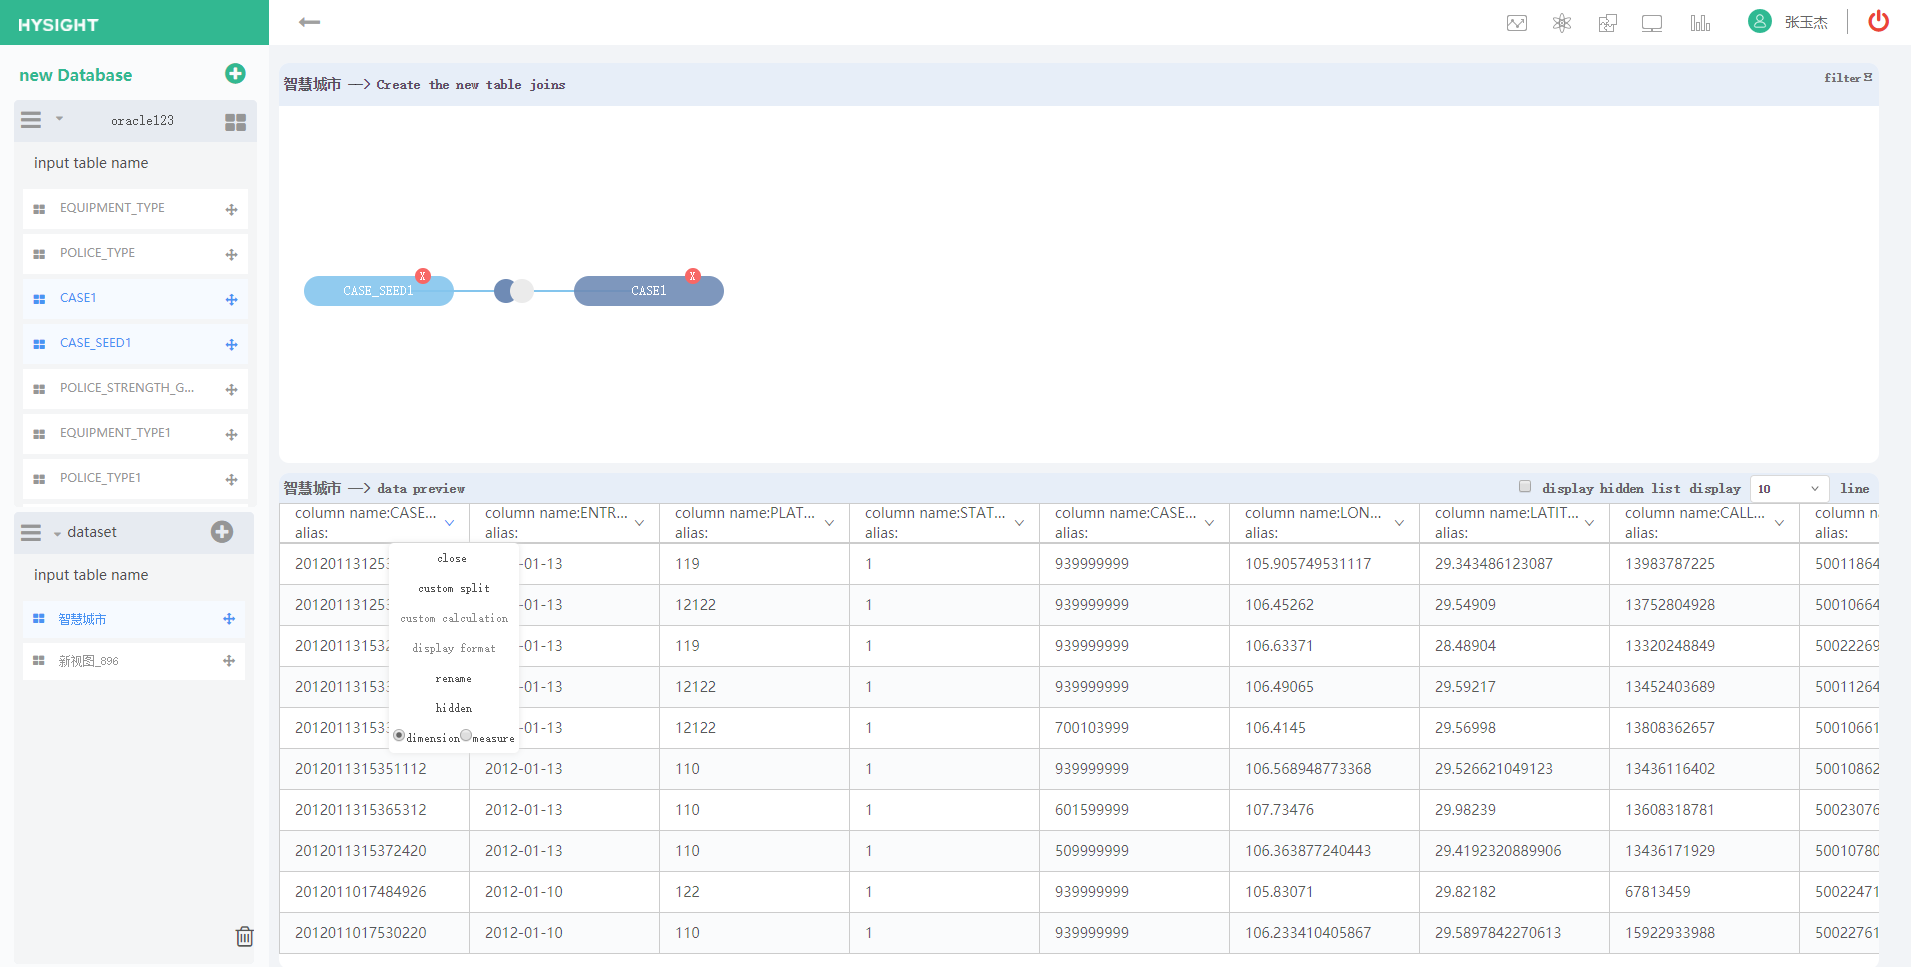 HYSIGHT
张玉杰
new Database
oracle123
input table name
EQUIPMENT_TYPE
POLICE_TYPE
CASE1
CASE_SEED1
POLICE_STRENGTH_G...
EQUIPMENT_TYPE1
POLICE_TYPE1
dataset
input table name
智慧城市
新视图_896
智慧城市 —> Create the new table joins
filter
CASE_SEED1 X
CASE1 X
智慧城市 —> data preview
display hidden list display 10 line
column name:CASE... column name:ENTR... column name:PLAT... column name:STAT... column name:CASE... column name:LON... column name:LATIT... column name:CALL... column n
alias: alias: alias: alias: alias: alias: alias: alias: alias:
20120113125 -01-13 119 1 939999999 105.905749531117 29.343486123087 13983787225 50011864
20120113125 -01-13 12122 1 939999999 106.45262 29.54909 13752804928 50010664
20120113153 -01-13 119 1 939999999 106.63371 28.48904 13320248849 50022269
20120113153 -01-13 12122 1 939999999 106.49065 29.59217 13452403689 50011264
20120113153 -01-13 12122 1 700103999 106.4145 29.56998 13808362657 50010661
2012011315351112 2012-01-13 110 1 939999999 106.568948773368 29.526621049123 13436116402 50010862
2012011315365312 2012-01-13 110 1 601599999 107.73476 29.98239 13608318781 50023076
2012011315372420 2012-01-13 110 1 509999999 106.363877240443 29.4192320889906 13436171929 50010780
2012011017484926 2012-01-10 122 1 939999999 105.83071 29.82182 67813459 50022471
2012011017530220 2012-01-10 110 1 939999999 106.233410405867 29.5897842270613 15922933988 50022761
close
custom split
custom calculation
display format
rename
hidden
dimension measure